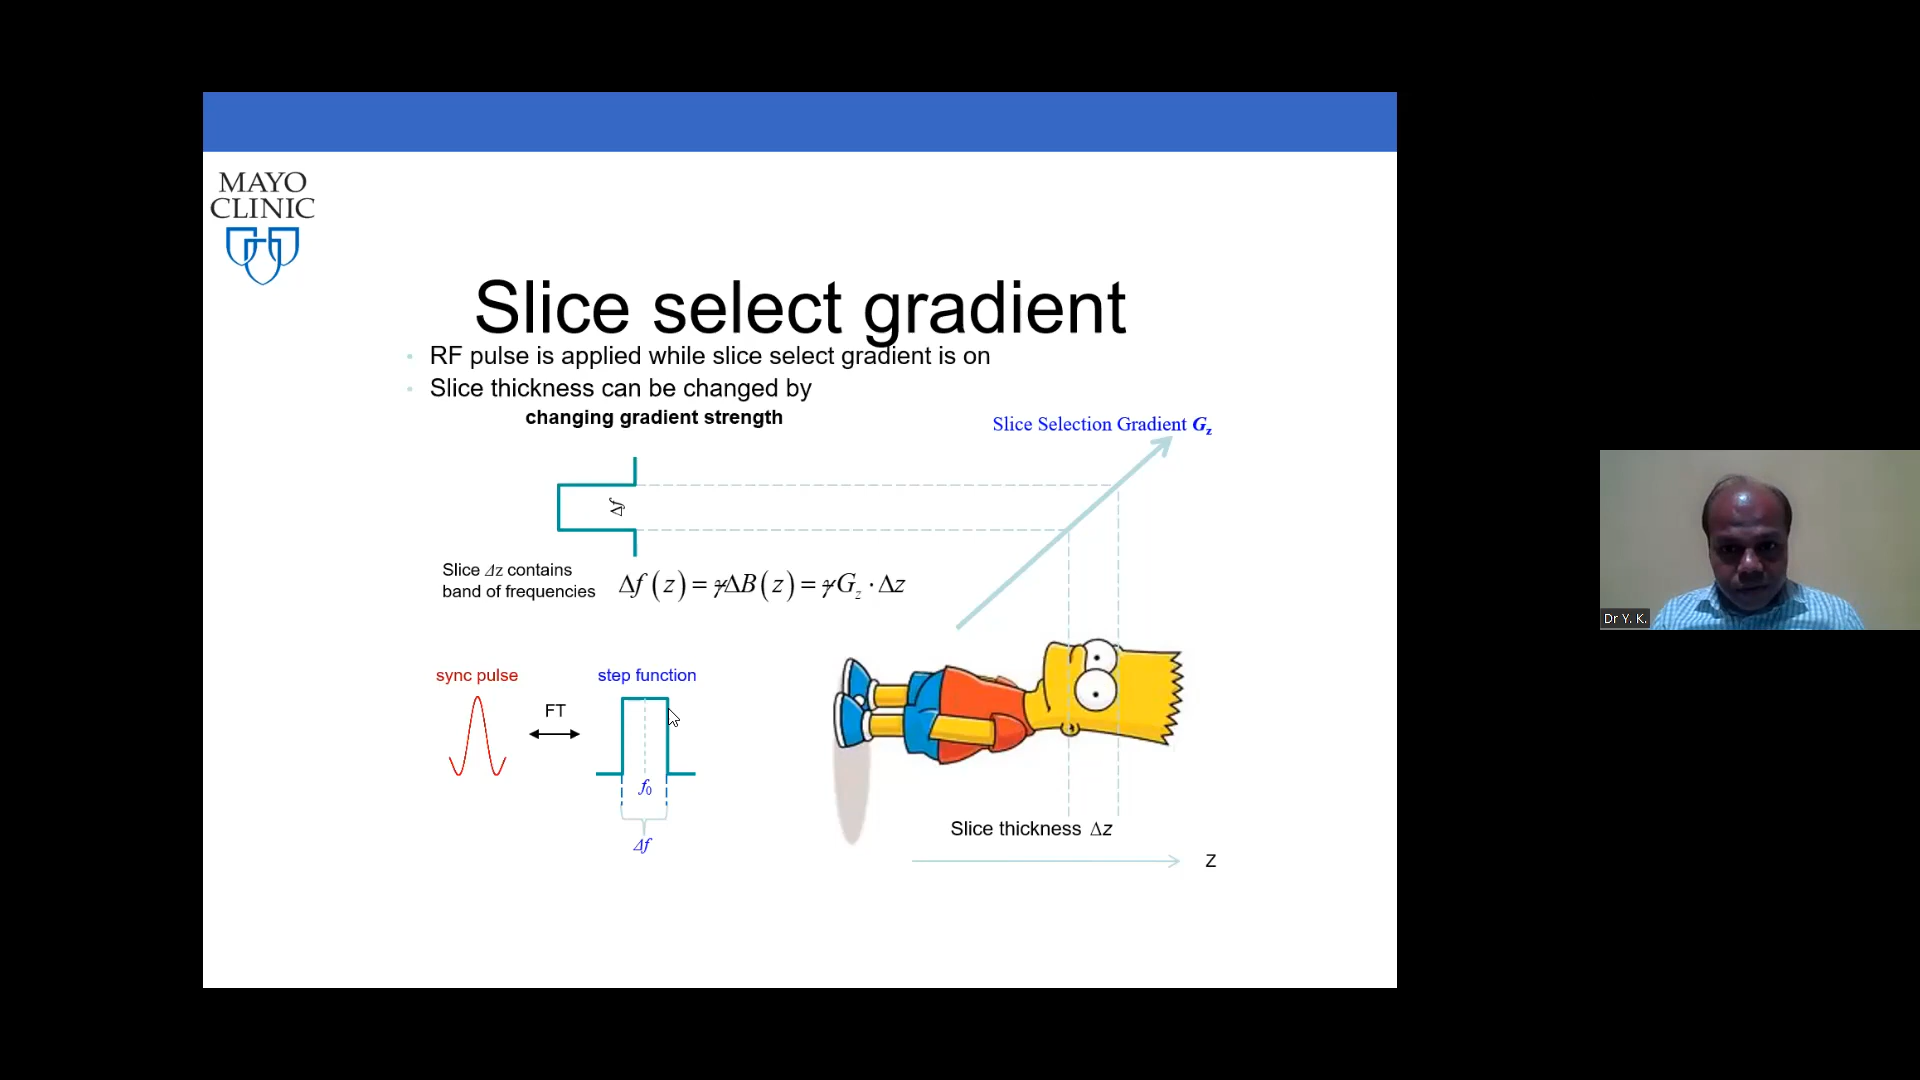 MAYO
CLINIC
Slice select gradient
• RF pulse is applied while slice select gradient is on
• Slice thickness can be changed by
changing gradient strength
Slice Selection Gradient Gz
Δf
Slice Δz contains
band of frequencies
Δf(z) = γΔB(z) = γGz · Δz
sync pulse
step function
FT
f0
Δf
Slice thickness Δz
Z
Dr Y. K.